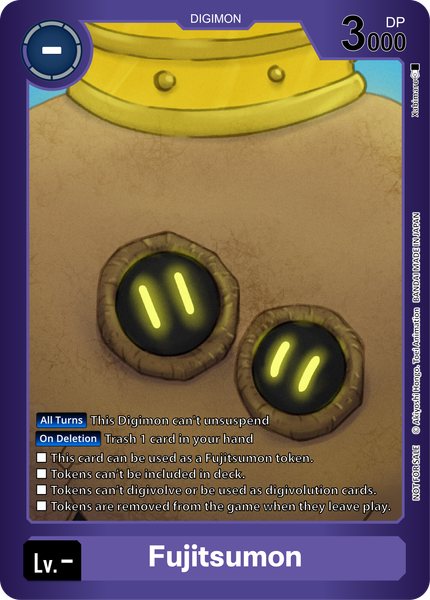 DIGIMON
DP
3000
-
All Turns This Digimon can't unsuspend
On Deletion Trash 1 card in your hand
This card can be used as a Fujitsumon token.
Tokens can't be included in deck.
Tokens can't digivolve or be used as digivolution cards.
Tokens are removed from the game when they leave play.
Lv.-
Fujitsumon
NOT FOR SALE © Akiyoshi Hongo, Toei Animation BANDAI MADE IN JAPAN